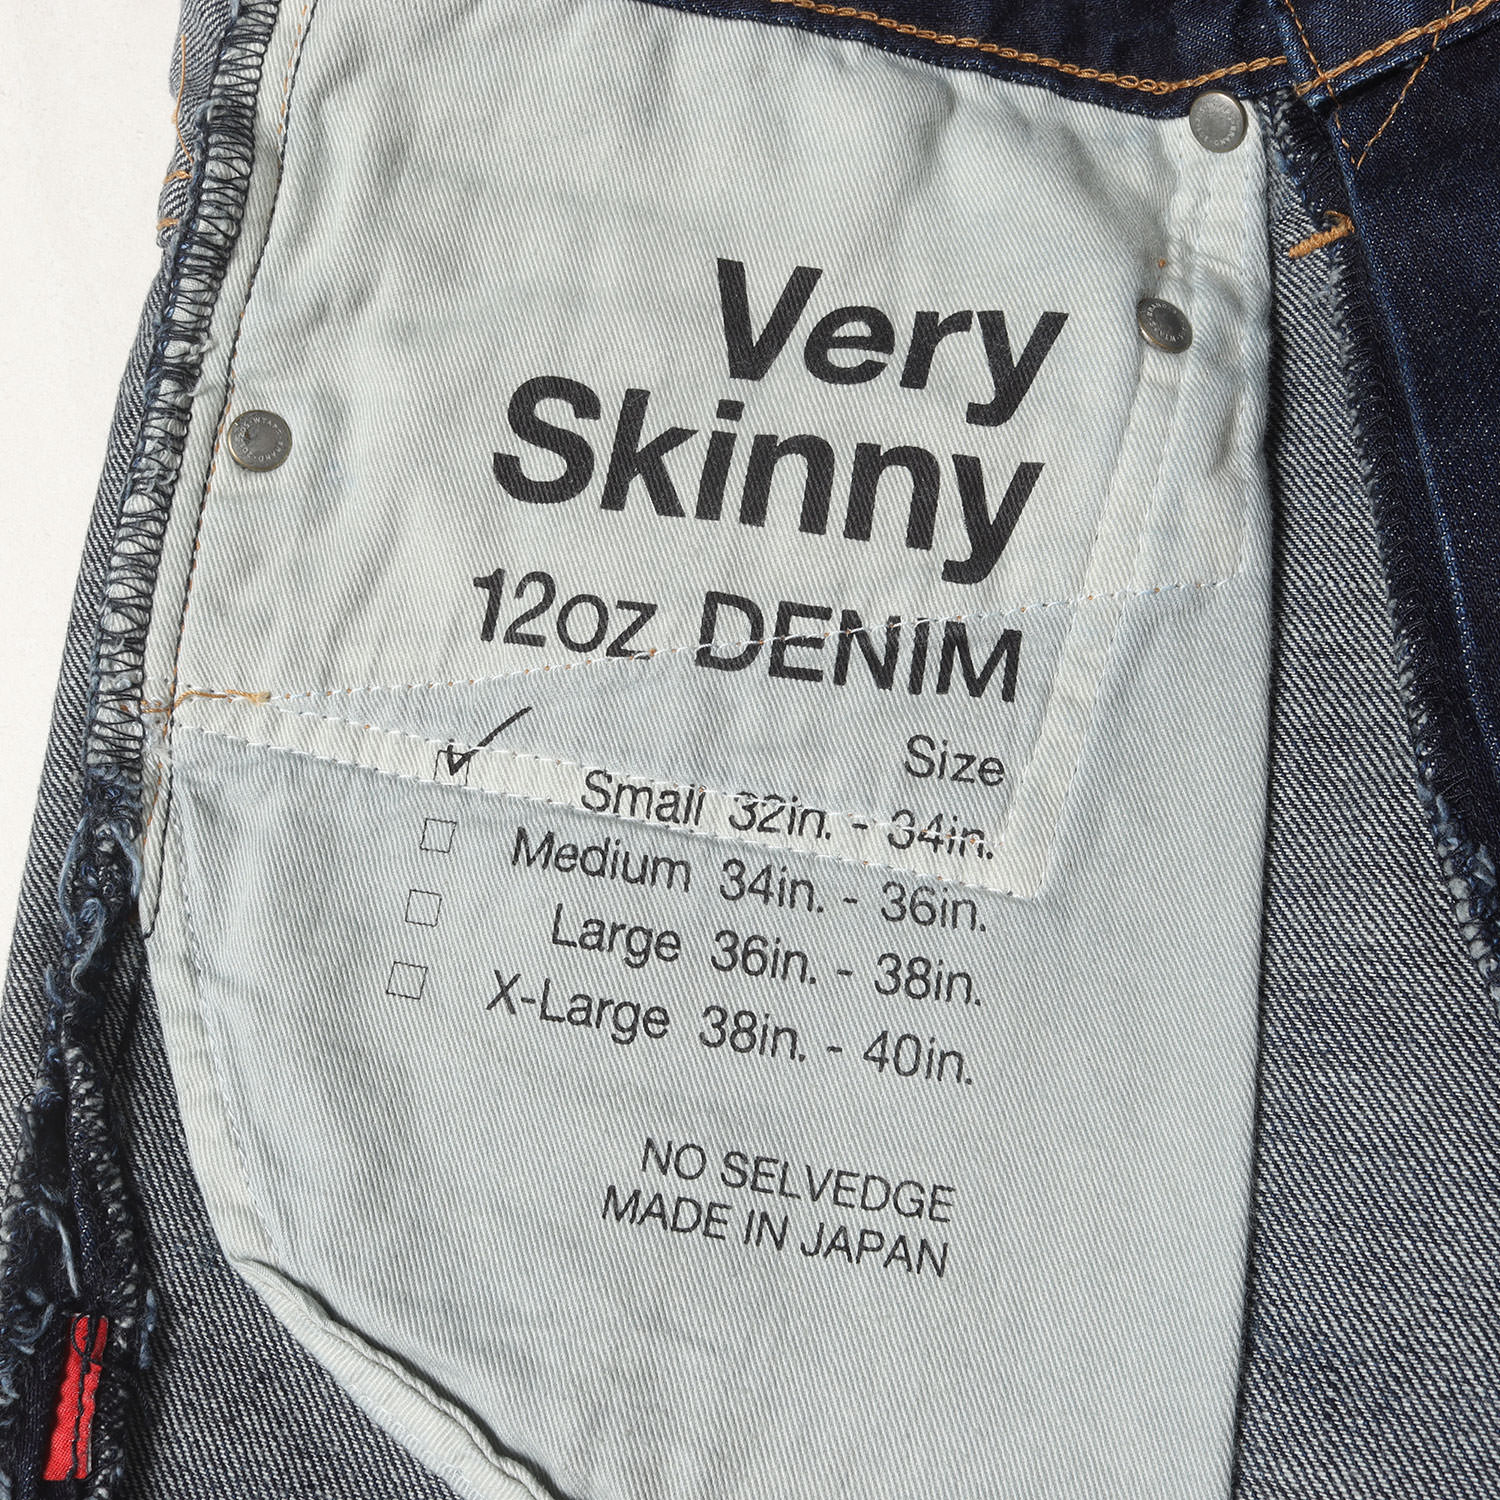 Very
Skinny
12oz DENIM
Size
Small 32in. - 34in.
Medium 34in. - 36in.
Large 36in. - 38in.
X-Large 38in. - 40in.
NO SELVEDGE
MADE IN JAPAN